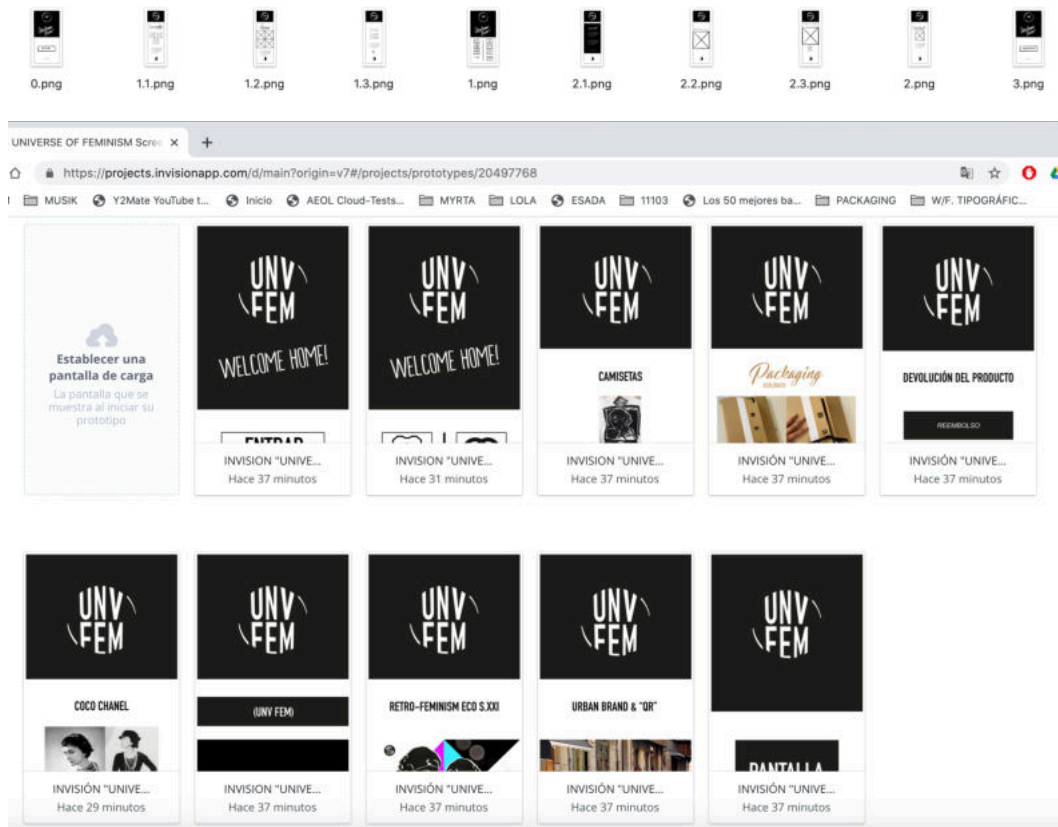 0.png
1.1.png
1.2.png
1.3.png
1.png
2.1.png
2.2.png
2.3.png
2.png
3.png
UNIVERSE OF FEMINISM Scree
https://projects.invisionapp.com/d/main?origin=v7#/projects/prototypes/20497768
MUSIK
Y2Mate YouTube t...
Inicio
AEOL Cloud-Tests...
MYRTA
LOLA
ESADA
11103
Los 50 mejores ba...
PACKAGING
W/F. TIPOGRÁFIC...
Establecer una
pantalla de carga
La pantalla que se
muestra al iniciar su
prototipo
UNV
FEM
WELCOME HOME!
ENTRAR
INVISION "UNIVE...
Hace 37 minutos
UNV
FEM
WELCOME HOME!
INVISION "UNIVE...
Hace 31 minutos
UNV
FEM
CAMISETAS
INVISION "UNIVE...
Hace 37 minutos
UNV
FEM
Packaging
INVISIÓN "UNIVE...
Hace 37 minutos
UNV
FEM
DEVOLUCIÓN DEL PRODUCTO
REEMBOLSO
INVISIÓN "UNIVE...
Hace 37 minutos
UNV
FEM
COCO CHANEL
INVISIÓN "UNIVE...
Hace 29 minutos
UNV
FEM
(UNV FEM)
INVISION "UNIVE...
Hace 37 minutos
UNV
FEM
RETRO-FEMINISM ECO S.XXI
INVISIÓN "UNIVE...
Hace 37 minutos
UNV
FEM
URBAN BRAND & "QR"
INVISIÓN "UNIVE...
Hace 37 minutos
UNV
FEM
PANTALLA
INVISIÓN "UNIVE...
Hace 37 minutos